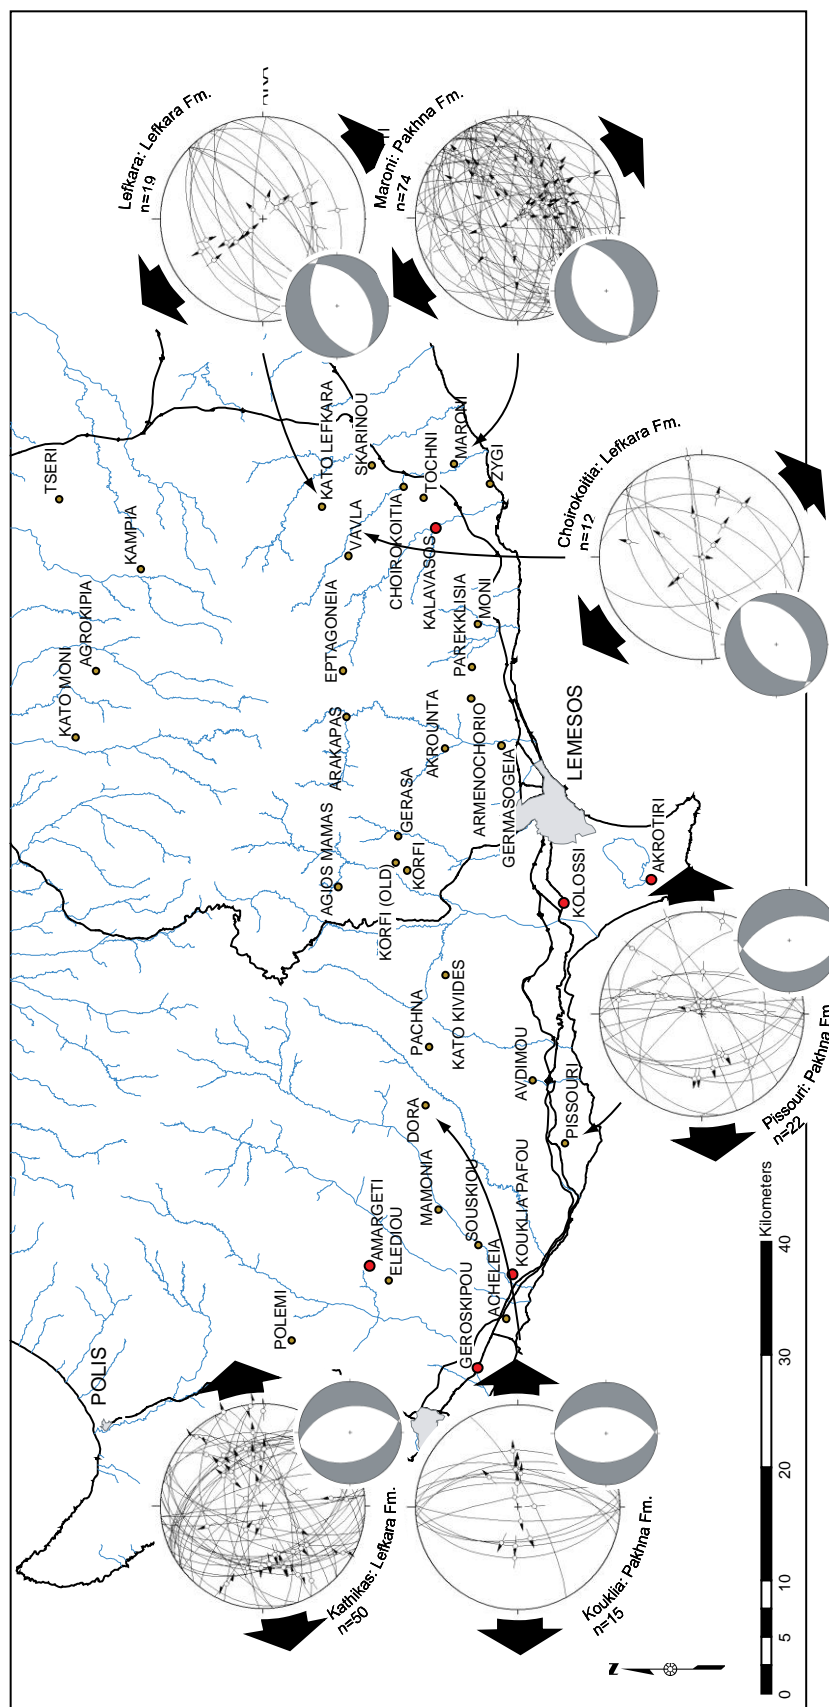 Lefkara: Lefkara Fm.
n=19
Maroni: Pakhna Fm.
n=74
TSERI
KAMPIA
AGROKIPIA
KATO MONI
KATO LEFKARA
SKARINOU
VAVLA
CHOIROKOITIA
TOCHNI
MARONI
ZYGI
KALAVASOS
EPTAGONEIA
PAREKKLISIA
MONI
Choirokoitia: Lefkara Fm.
n=12
ARAKAPAS
AKROUNTA
ARMENOCHORIO
GERMASOGEIA
LEMESOS
AGIOS MAMAS
GERASA
KORFI (OLD)
KORFI
KOLOSSI
AKROTIRI
PACHNA
KATO KIVIDES
DORA
AVDIMOU
PISSOURI
Pissouri: Pakhna Fm.
n=22
MAMONIA
SOUSKIOU
KOUKLIA PAFOU
AMARGETI
ELEDIOU
ACHELEIA
GEROSKIPOU
POLEMI
POLIS
Kathikas: Lefkara Fm.
n=50
Kouklia: Pakhna Fm.
n=15
N
0 5 10 20 30 40
Kilometers